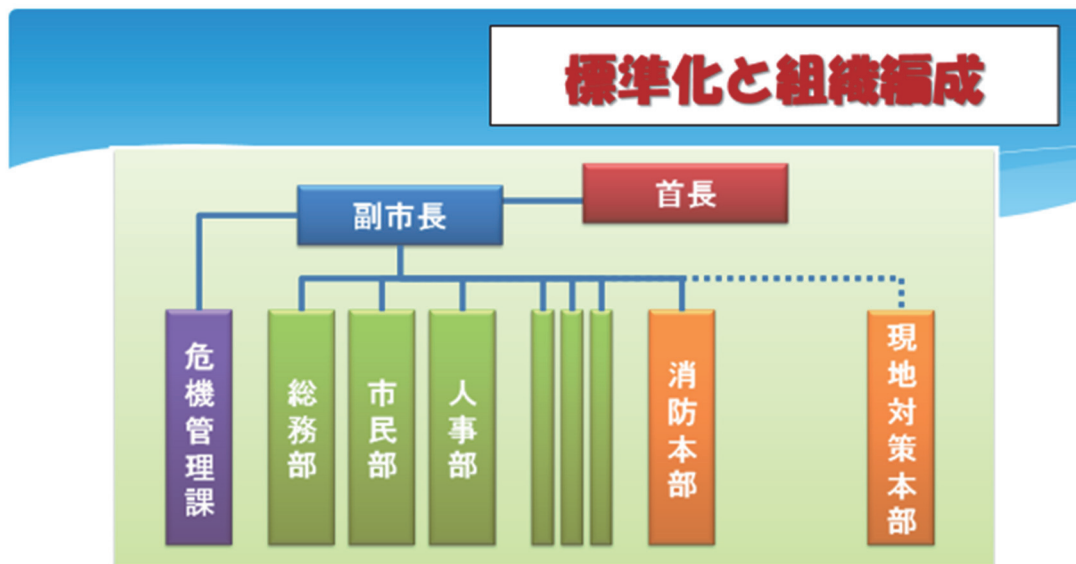 標準化と組織編成
首長
副市長
危機管理課
総務部
市民部
人事部
消防本部
現地対策本部